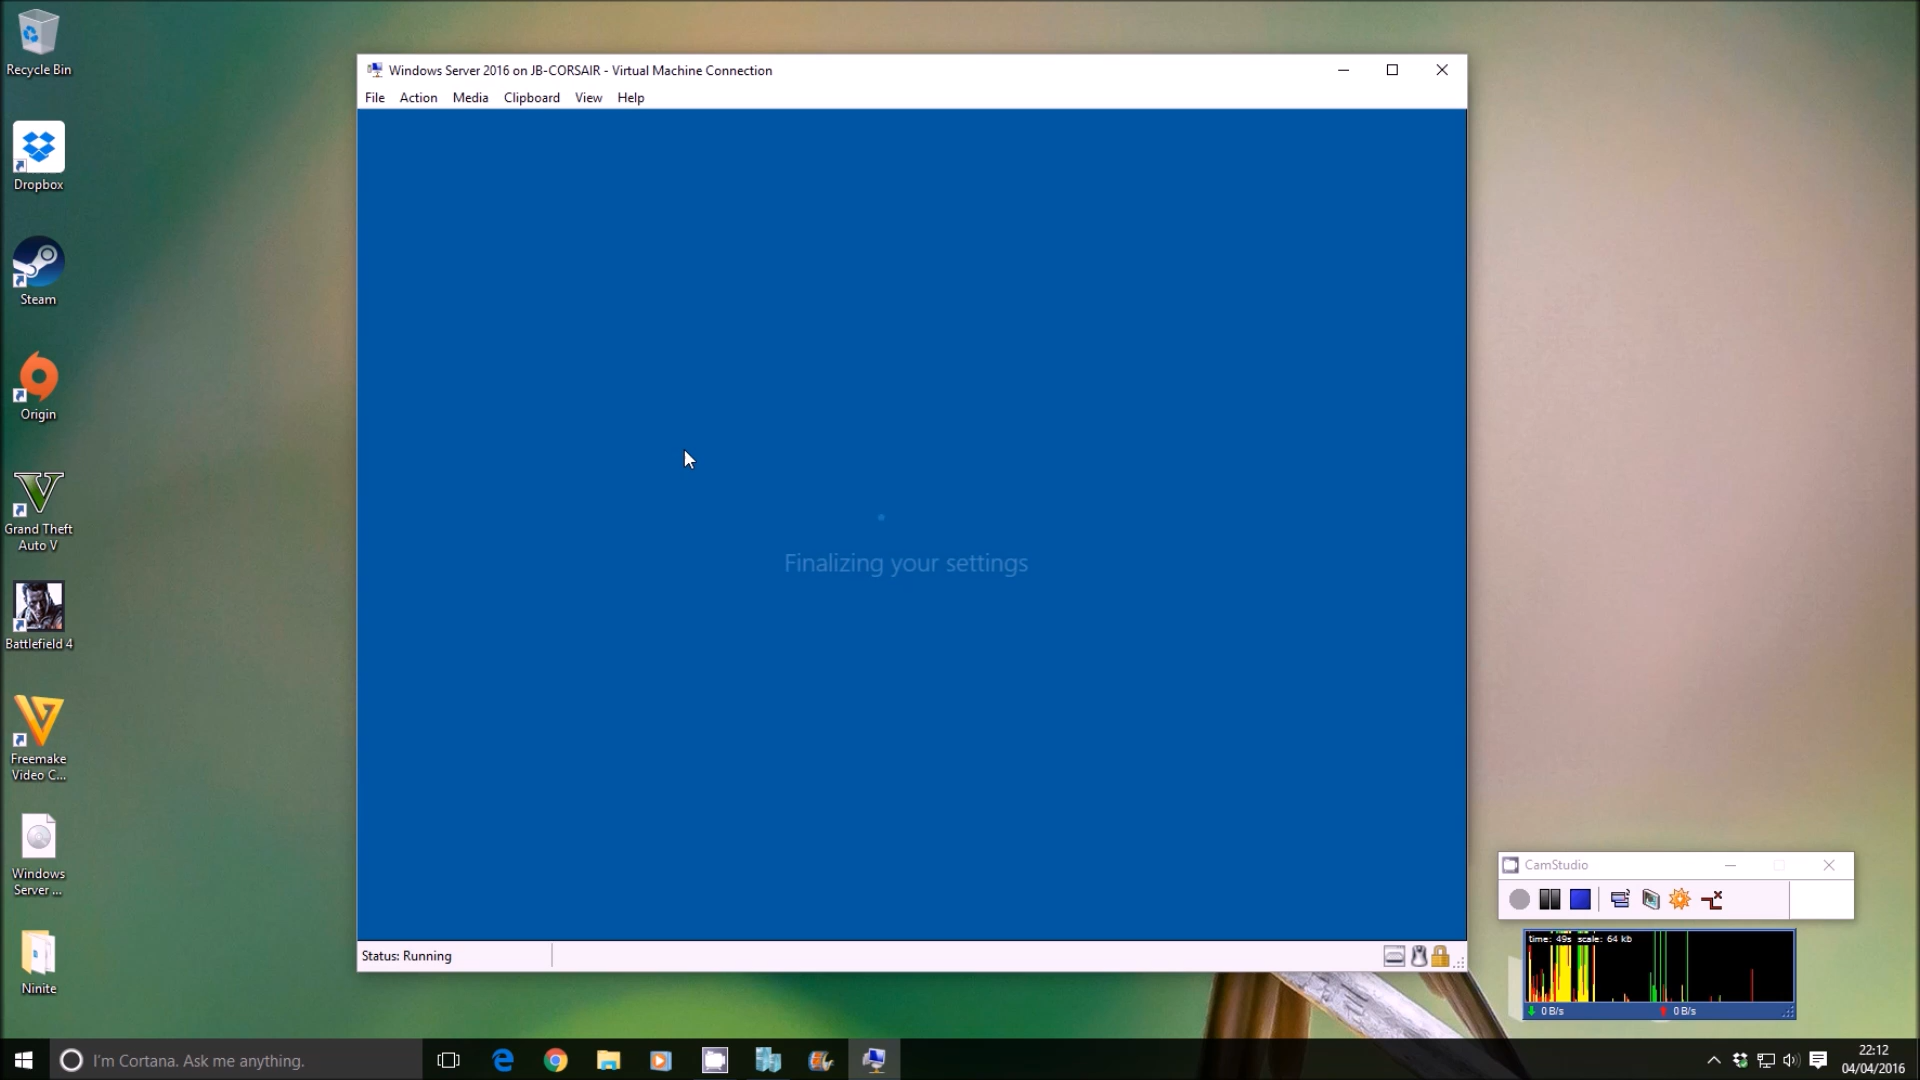 Recycle Bin
Dropbox
Steam
Origin
Grand Theft
Auto V
Battlefield 4
Freemake
Video C...
Windows
Server ...
Ninite
Windows Server 2016 on JB-CORSAIR - Virtual Machine Connection
File Action Media Clipboard View Help
Finalizing your settings
Status: Running
CamStudio
time: 49s scale: 64 kb
0 B/s 0 B/s
I'm Cortana. Ask me anything.
22:12
04/04/2016